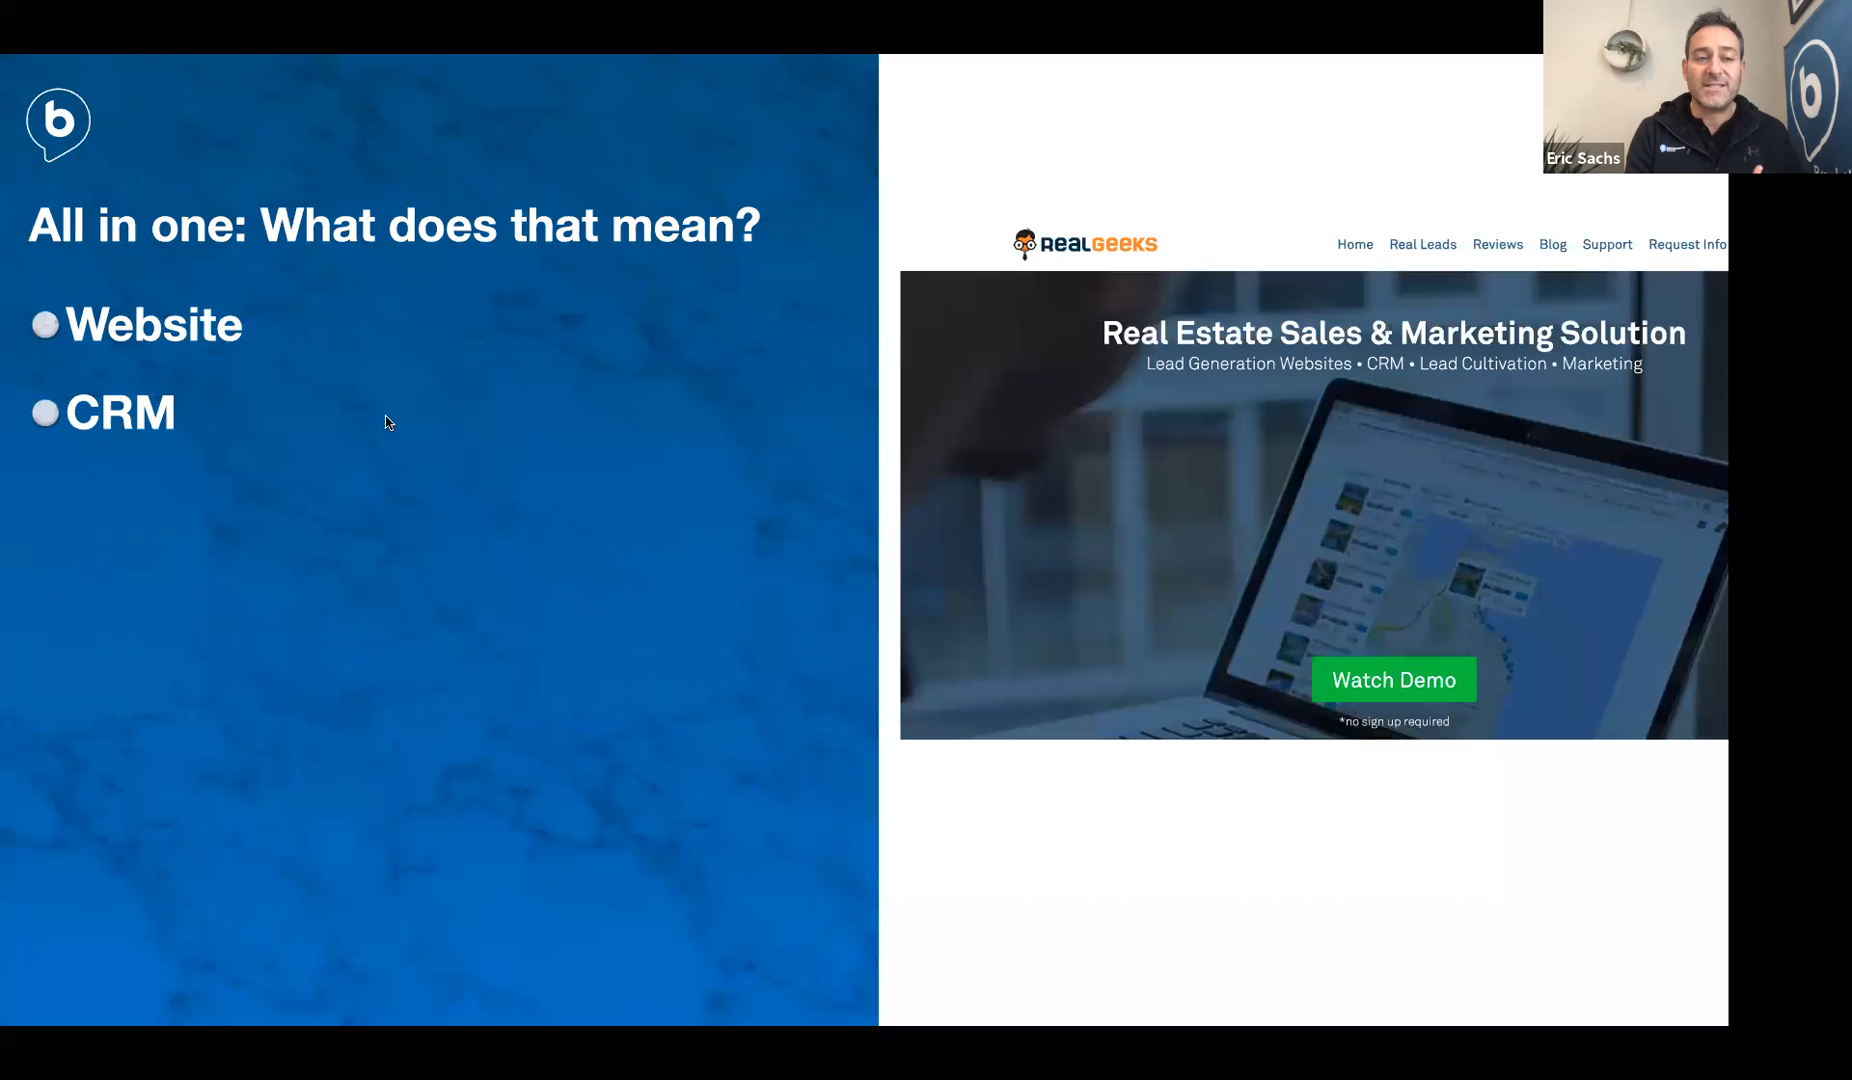 b
All in one: What does that mean?
Website
CRM
REALGEEKS
Home Real Leads Reviews Blog Support Request Info
Real Estate Sales & Marketing Solution
Lead Generation Websites • CRM • Lead Cultivation • Marketing
Watch Demo
*no sign up required
Eric Sachs
b